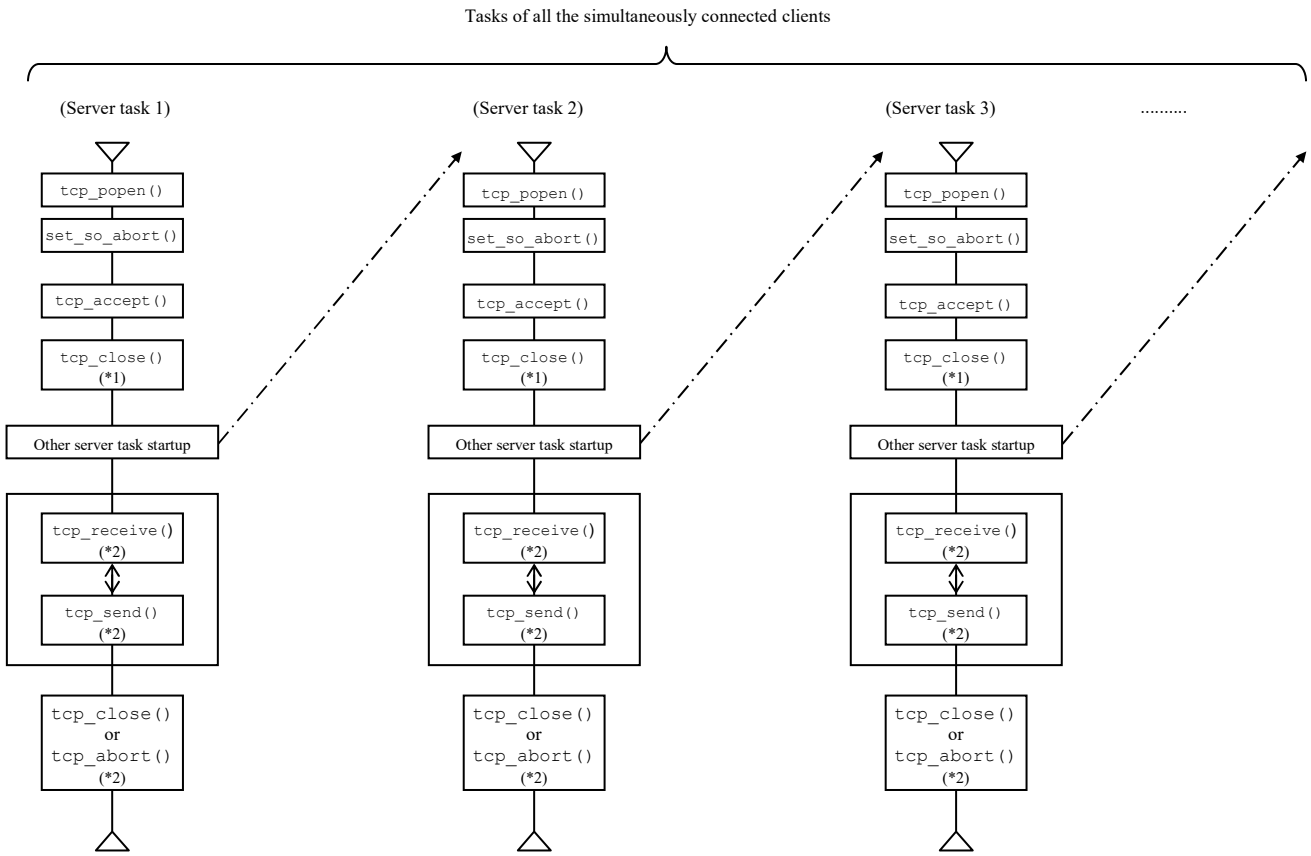 Tasks of all the simultaneously connected clients
(Server task 1)
tcp_popen()
set_so_abort()
tcp_accept()
tcp_close()
(*1)
Other server task startup
tcp_receive()
(*2)
tcp_send()
(*2)
tcp_close()
or
tcp_abort()
(*2)
(Server task 2)
tcp_popen()
set_so_abort()
tcp_accept()
tcp_close()
(*1)
Other server task startup
tcp_receive()
(*2)
tcp_send()
(*2)
tcp_close()
or
tcp_abort()
(*2)
(Server task 3)
tcp_popen()
set_so_abort()
tcp_accept()
tcp_close()
(*1)
Other server task startup
tcp_receive()
(*2)
tcp_send()
(*2)
tcp_close()
or
tcp_abort()
(*2)
..........